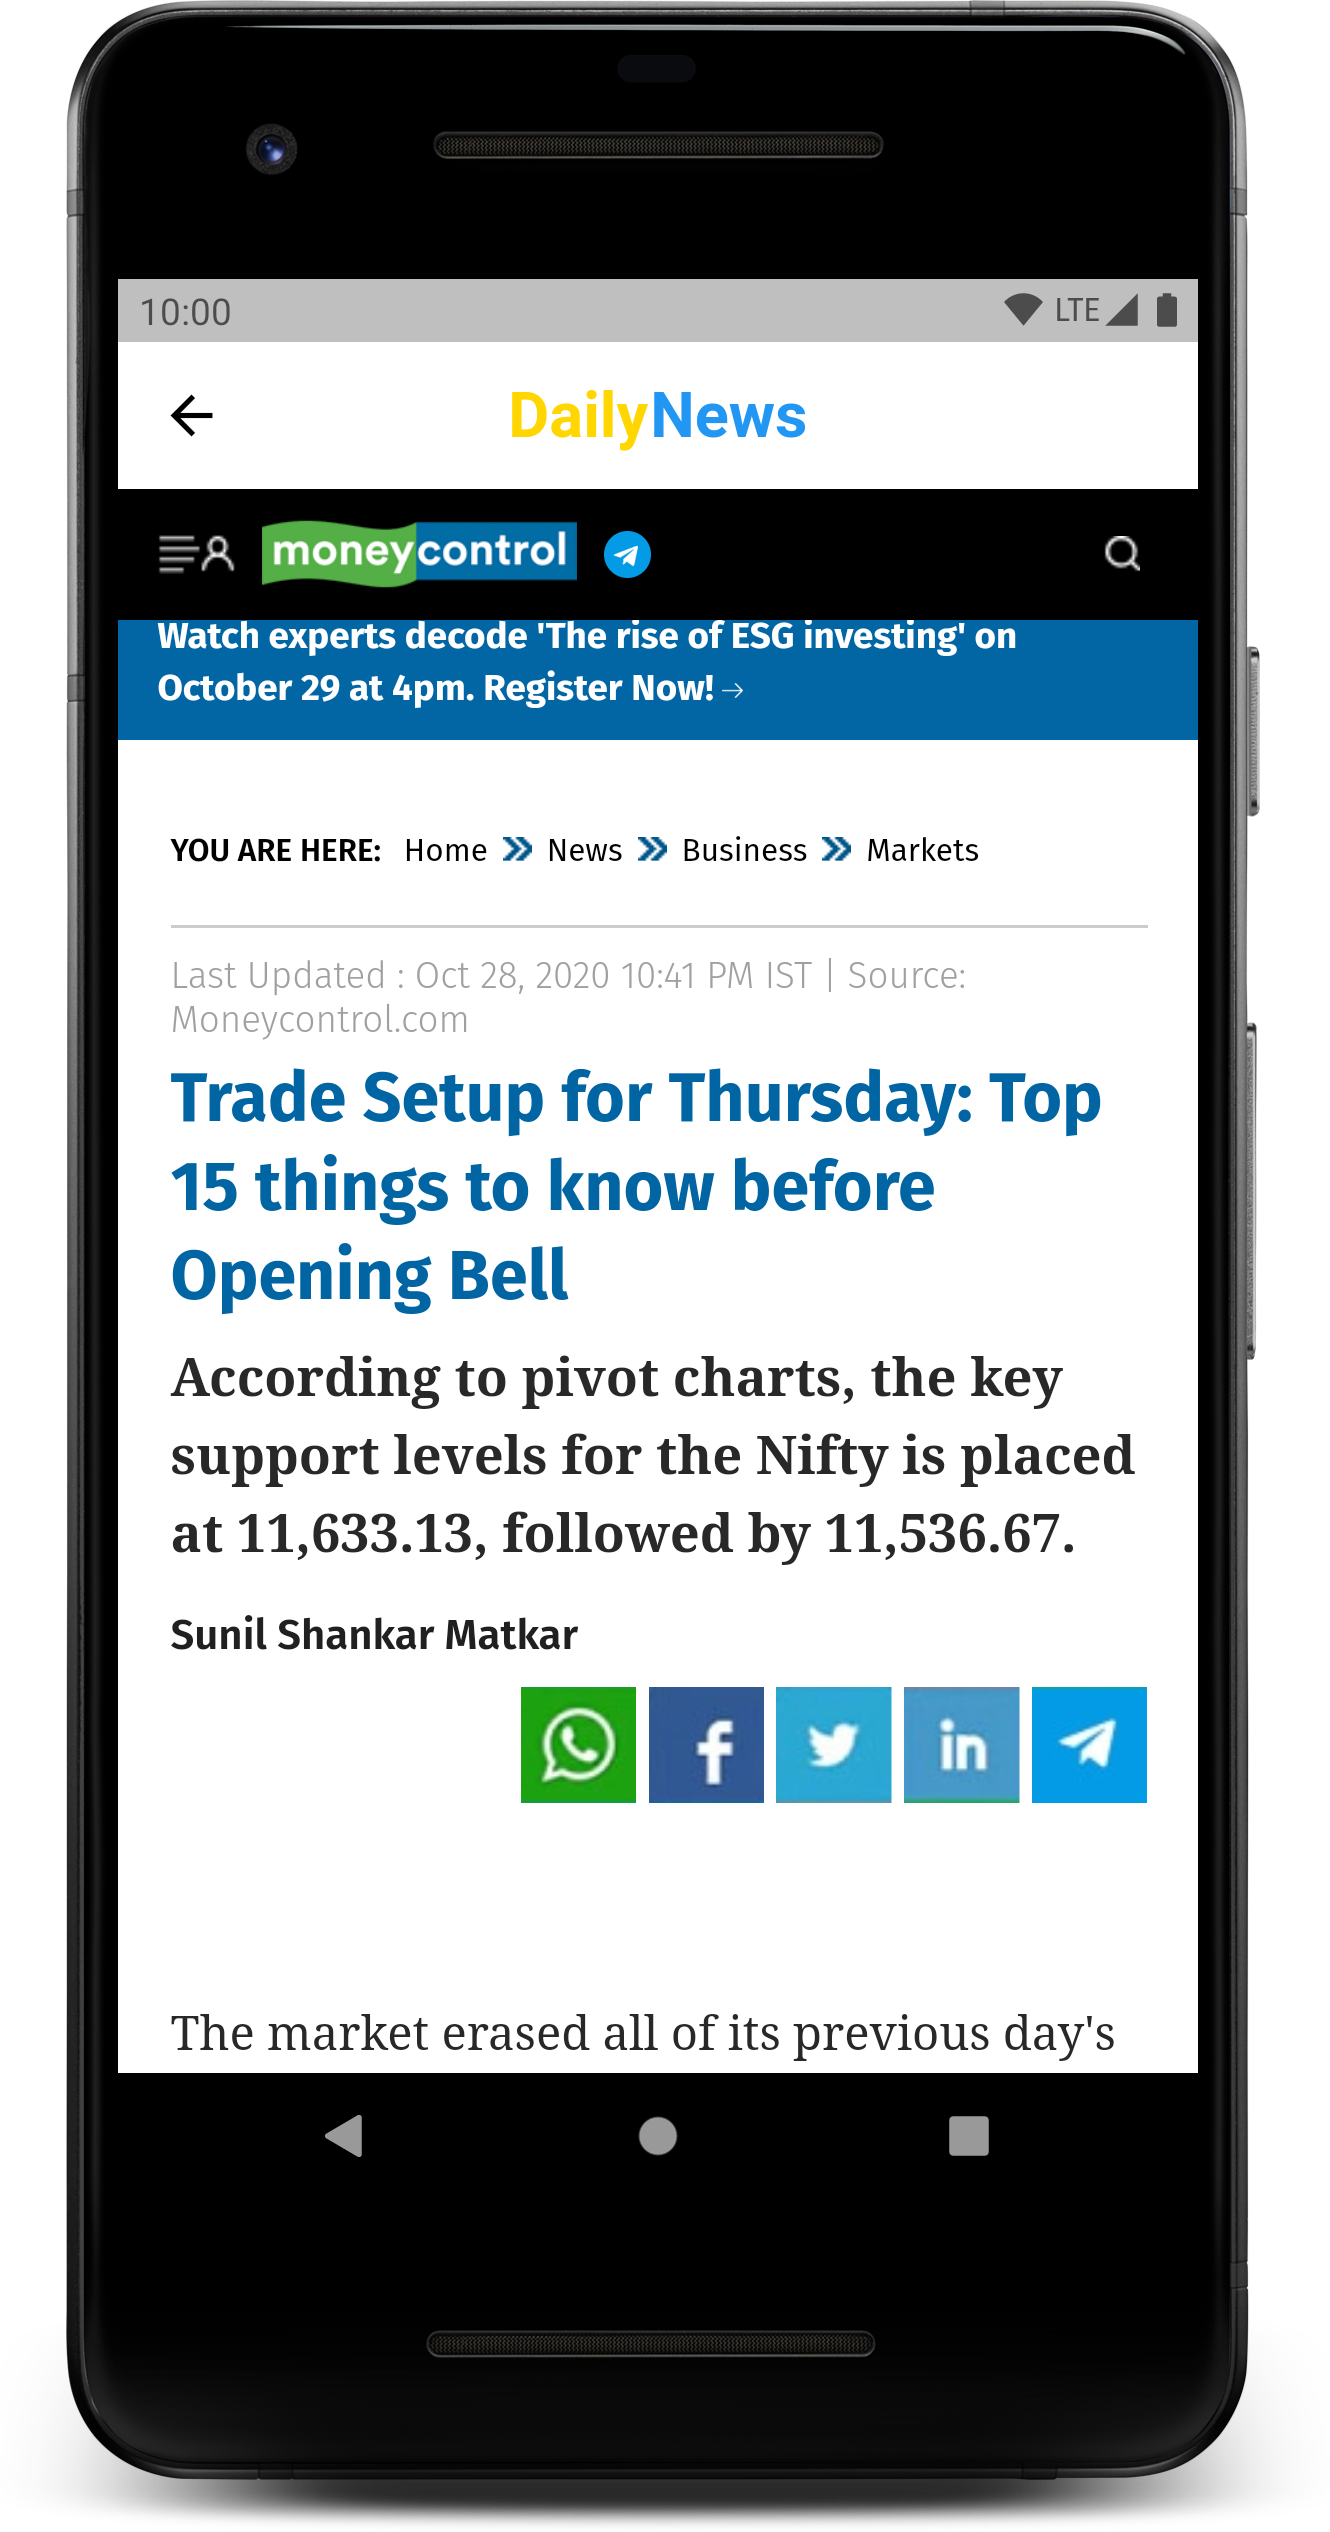 10:00 LTE
DailyNews
moneycontrol
Watch experts decode 'The rise of ESG investing' on
October 29 at 4pm. Register Now! →
YOU ARE HERE: Home News Business Markets
Last Updated : Oct 28, 2020 10:41 PM IST | Source:
Moneycontrol.com
Trade Setup for Thursday: Top
15 things to know before
Opening Bell
According to pivot charts, the key
support levels for the Nifty is placed
at 11,633.13, followed by 11,536.67.
Sunil Shankar Matkar
f in
The market erased all of its previous day's